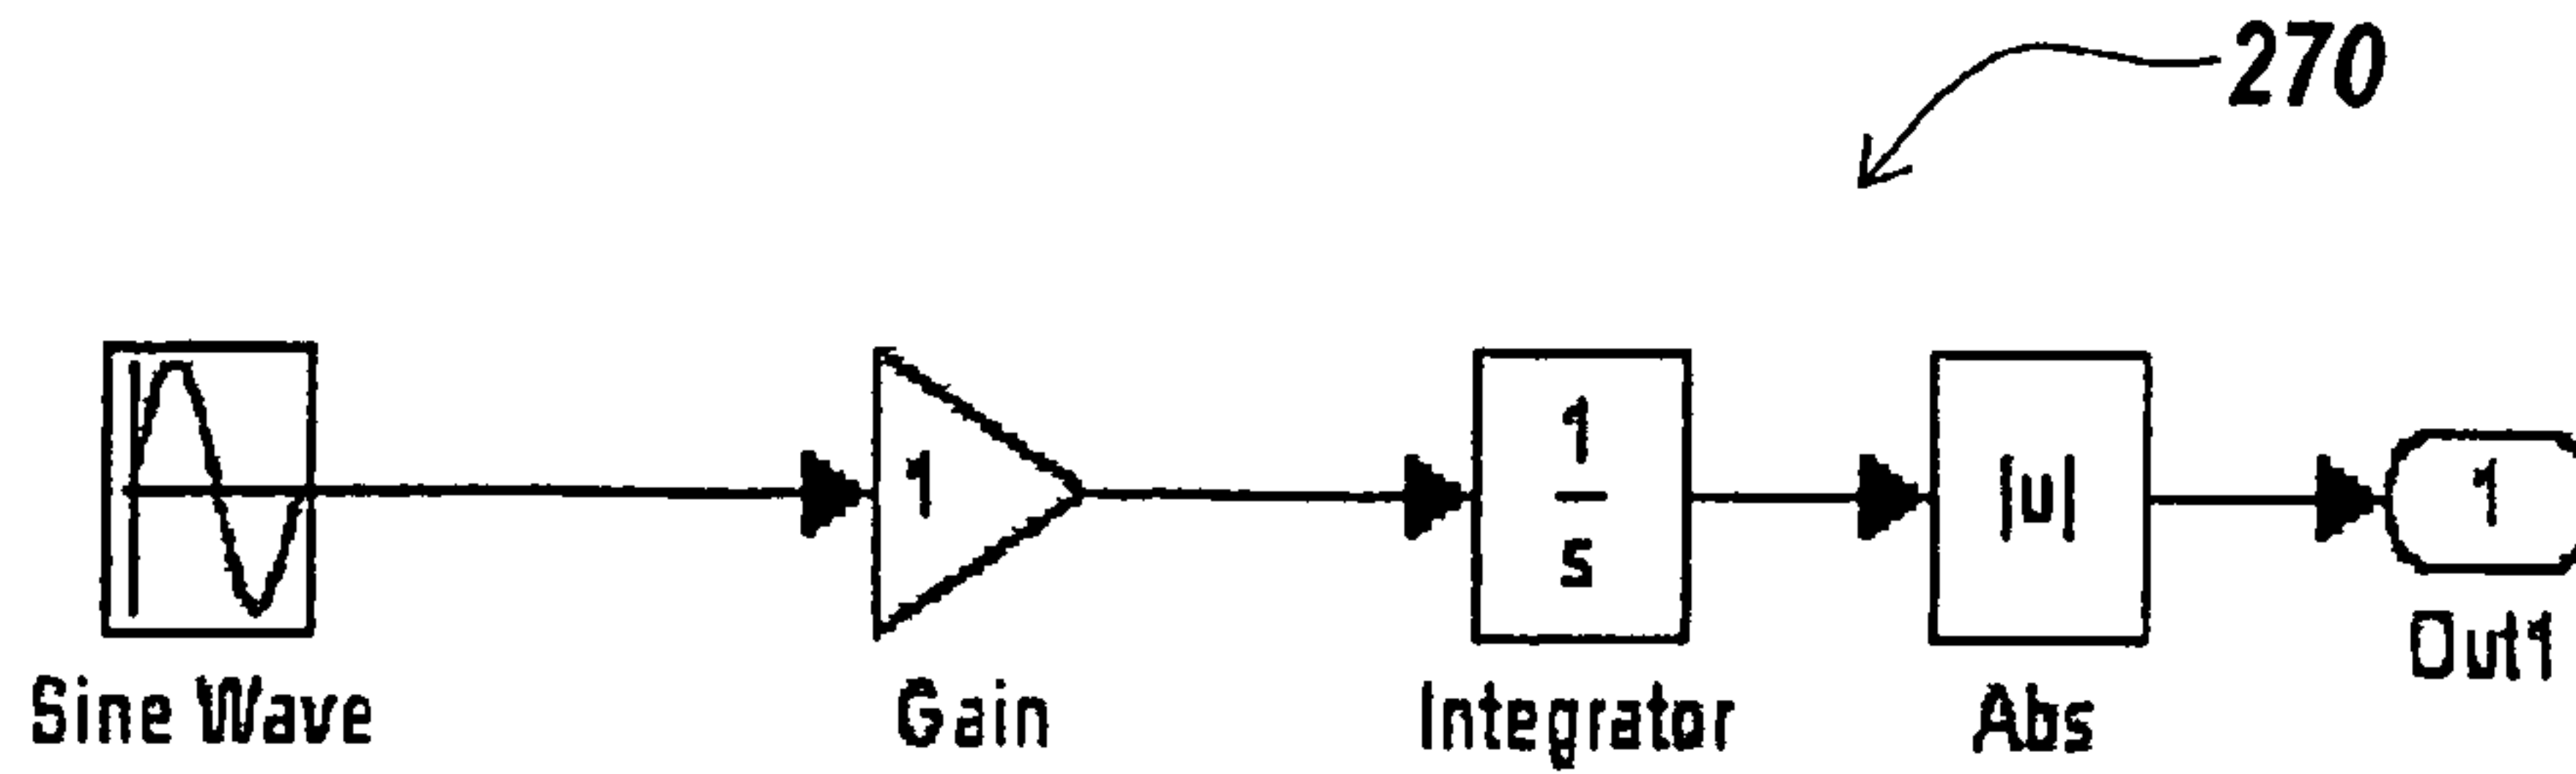 270
1
1
s
|u|
1
Sine Wave
Gain
Integrator
Abs
Out1